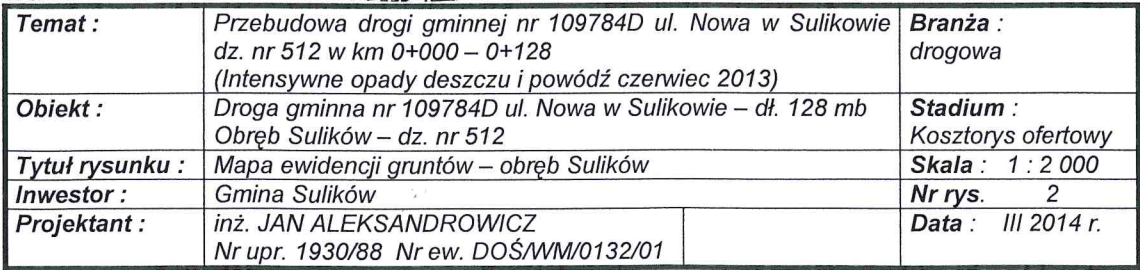 Temat : Przebudowa drogi gminnej nr 109784D ul. Nowa w Sulikowie Branża :
dz. nr 512 w km 0+000 – 0+128 drogowa
(Intensywne opady deszczu i powódź czerwiec 2013)
Obiekt : Droga gminna nr 109784D ul. Nowa w Sulikowie – dł. 128 mb Stadium :
Obręb Sulików – dz. nr 512 Kosztorys ofertowy
Tytuł rysunku : Mapa ewidencji gruntów – obręb Sulików Skala : 1 : 2 000
Inwestor : Gmina Sulików Nr rys. 2
Projektant : inż. JAN ALEKSANDROWICZ Data : III 2014 r.
Nr upr. 1930/88 Nr ew. DOŚ/WM/0132/01